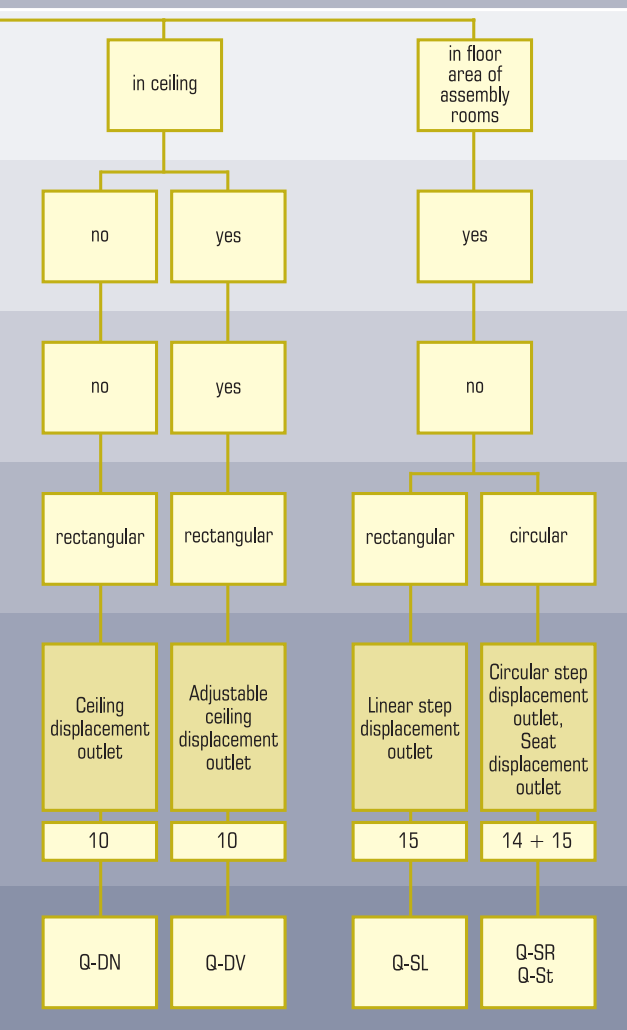 in ceiling
in floor
area of
assembly
rooms
no
yes
yes
no
yes
no
rectangular
rectangular
rectangular
circular
Ceiling
displacement
outlet
Adjustable
ceiling
displacement
outlet
Linear step
displacement
outlet
Circular step
displacement
outlet,
Seat
displacement
outlet
10
10
15
14 + 15
Q-DN
Q-DV
Q-SL
Q-SR
Q-St